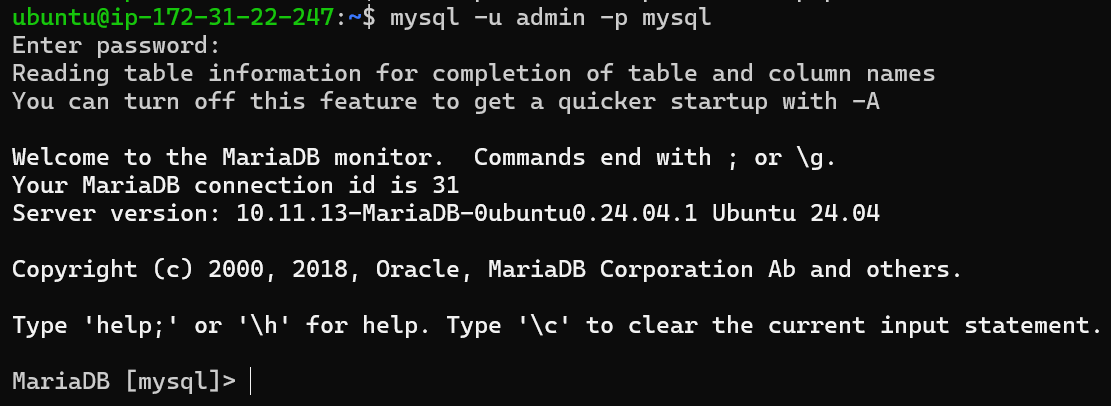 ubuntu@ip-172-31-22-247:~$ mysql -u admin -p mysql
Enter password:
Reading table information for completion of table and column names
You can turn off this feature to get a quicker startup with -A
Welcome to the MariaDB monitor.  Commands end with ; or \g.
Your MariaDB connection id is 31
Server version: 10.11.13-MariaDB-0ubuntu0.24.04.1 Ubuntu 24.04
Copyright (c) 2000, 2018, Oracle, MariaDB Corporation Ab and others.
Type 'help;' or '\h' for help. Type '\c' to clear the current input statement.
MariaDB [mysql]>